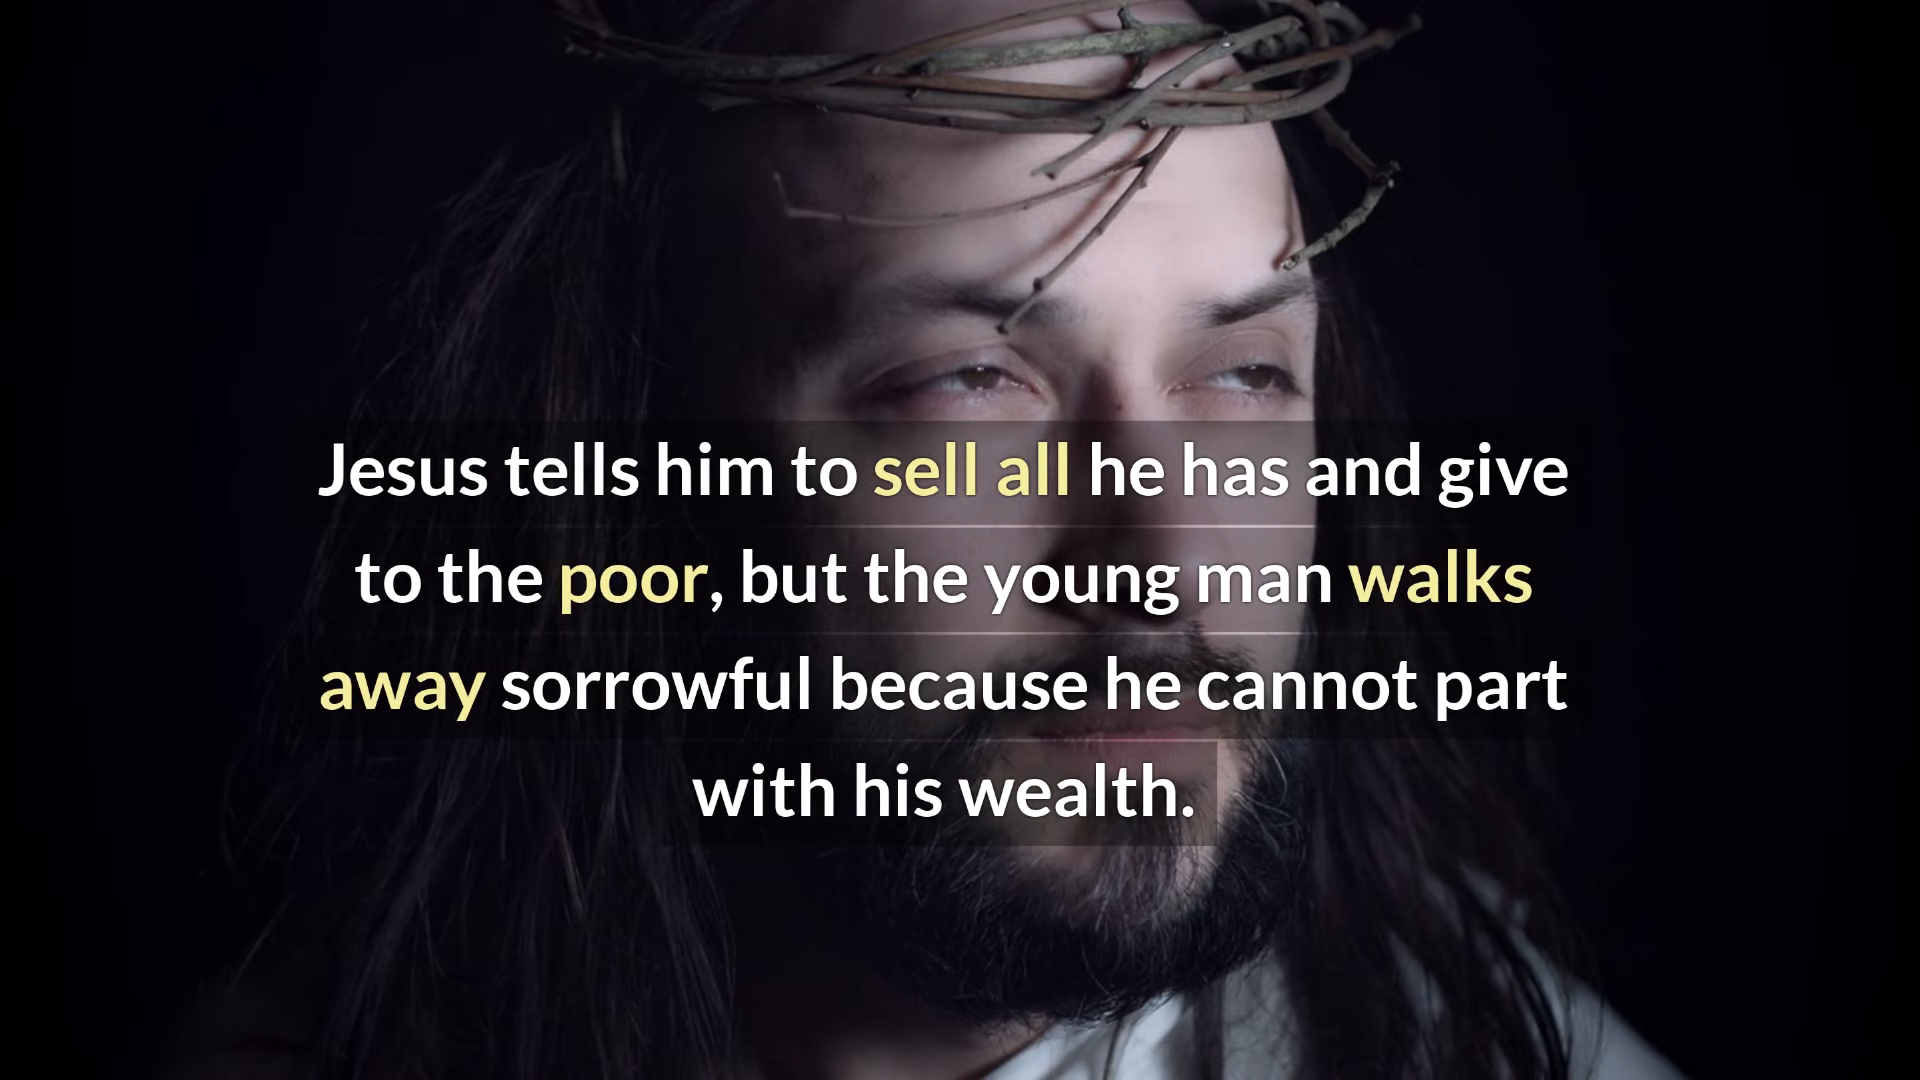 Jesus tells him to sell all he has and give
to the poor, but the young man walks
away sorrowful because he cannot part
with his wealth.